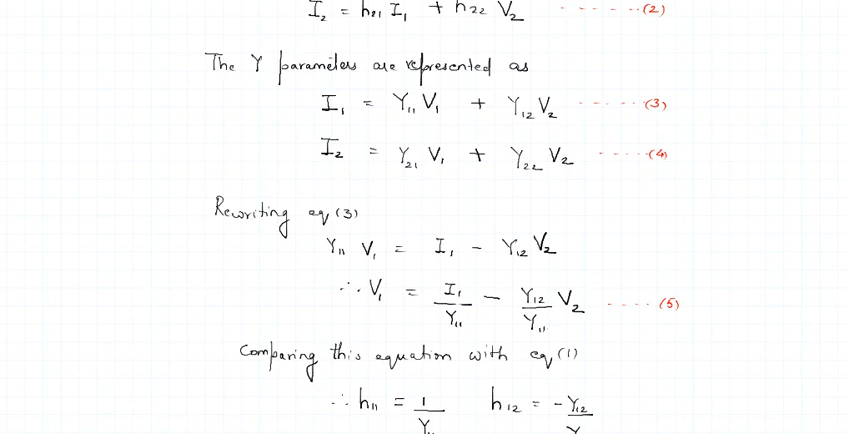 I₂ = h₂₁ I₁ + h₂₂ V₂ ------(2)
The Y parameters are represented as
I₁ = Y₁₁ V₁ + Y₁₂ V₂ ------(3)
I₂ = Y₂₁ V₁ + Y₂₂ V₂ -----(4)
Rewriting eq (3)
Y₁₁ V₁ = I₁ - Y₁₂ V₂
∴ V₁ = I₁/Y₁₁ - Y₁₂/Y₁₁ V₂ ----(5)
Comparing this equation with eq (1)
∴ h₁₁ = 1/Y₁₁ h₁₂ = -Y₁₂/Y